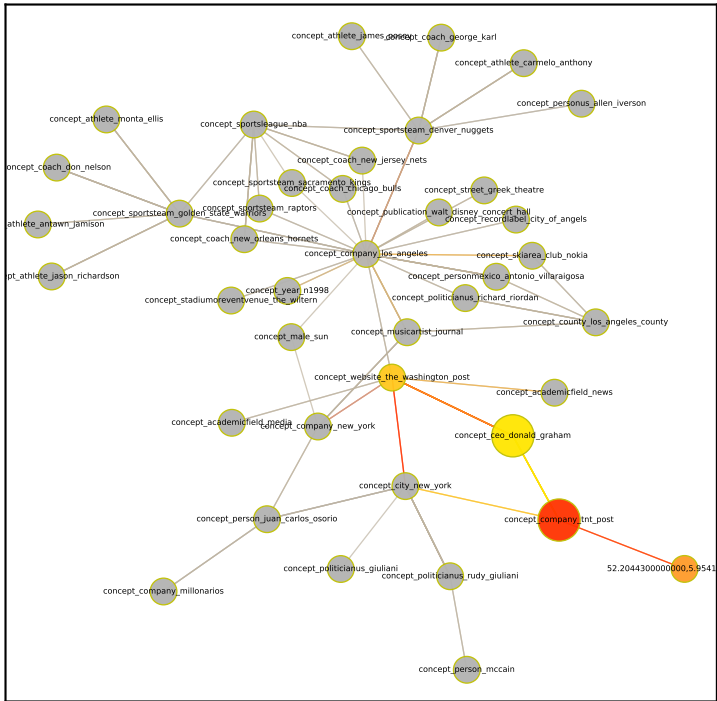 concept_athlete_james_posey
concept_coach_george_karl
concept_athlete_carmelo_anthony
concept_personus_allen_iverson
concept_athlete_monta_ellis
concept_sportsleague_nba
concept_sportsteam_denver_nuggets
concept_coach_don_nelson
concept_coach_new_jersey_nets
concept_sportsteam_sacramento_kings
concept_coach_chicago_bulls
concept_street_greek_theatre
concept_sportsteam_golden_state_warriors
concept_sportsteam_raptors
concept_publication_walt_disney_concert_hall
concept_recordlabel_city_of_angels
athlete_antawn_jamison
concept_coach_new_orleans_hornets
concept_company_los_angeles
concept_skiarea_club_nokia
pt_athlete_jason_richardson
concept_personmexico_antonio_villaraigosa
concept_year_n1998
concept_stadiumoreventvenue_the_wiltern
concept_politicianus_richard_riordan
concept_county_los_angeles_county
concept_male_sun
concept_musicartist_journal
concept_website_the_washington_post
concept_academicfield_news
concept_academicfield_media
concept_company_new_york
concept_ceo_donald_graham
concept_city_new_york
concept_person_juan_carlos_osorio
concept_company_tnt_post
concept_politicianus_giuliani
concept_politicianus_rudy_giuliani
52.2044300000000,5.9541
concept_company_millonarios
concept_person_mccain